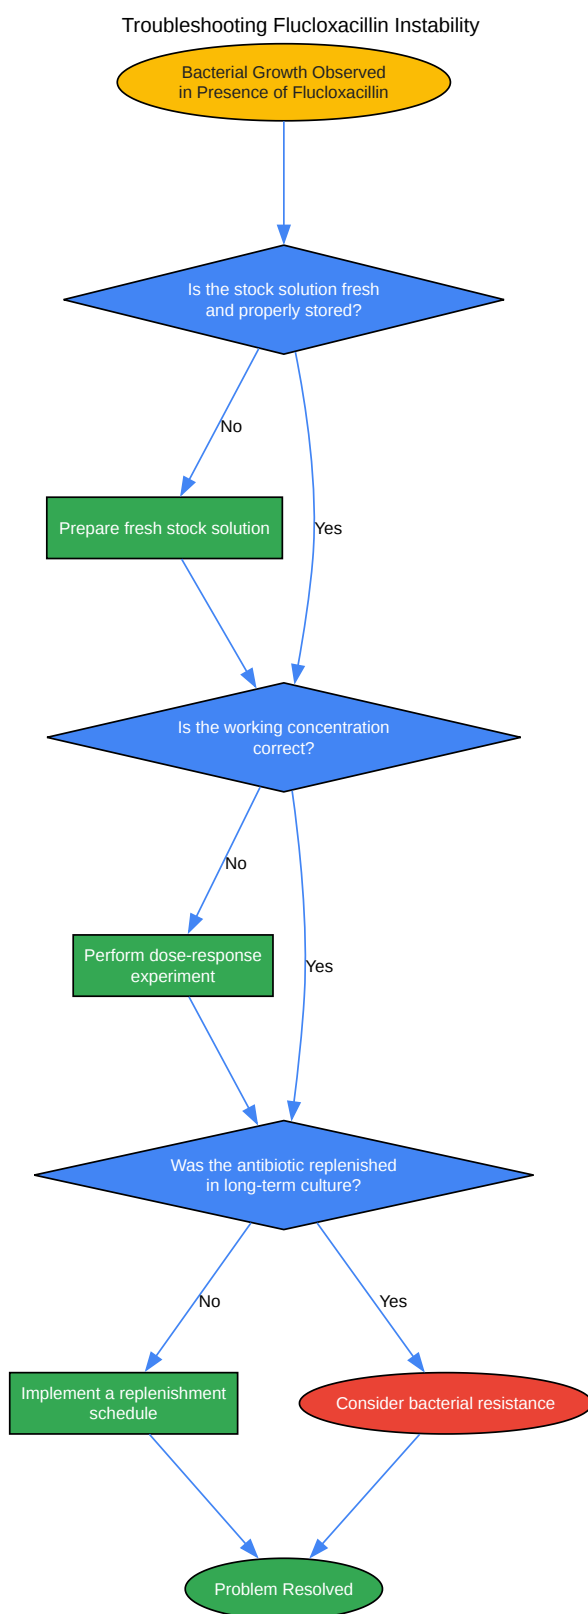 Troubleshooting Flucloxacillin Instability
Bacterial Growth Observed
in Presence of Flucloxacillin
Is the stock solution fresh
and properly stored?
No
Yes
Prepare fresh stock solution
Is the working concentration
correct?
No
Yes
Perform dose-response
experiment
Was the antibiotic replenished
in long-term culture?
No
Yes
Implement a replenishment
schedule
Consider bacterial resistance
Problem Resolved